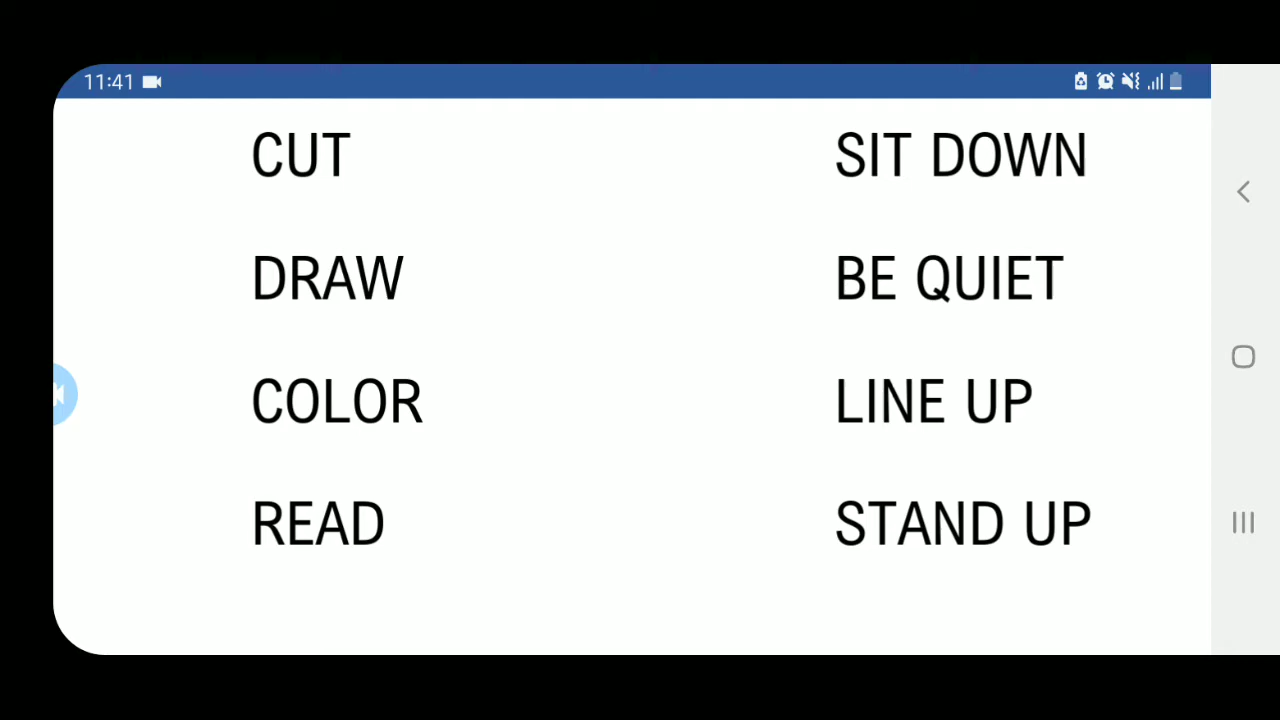 11:41
CUT
DRAW
COLOR
READ
SIT DOWN
BE QUIET
LINE UP
STAND UP